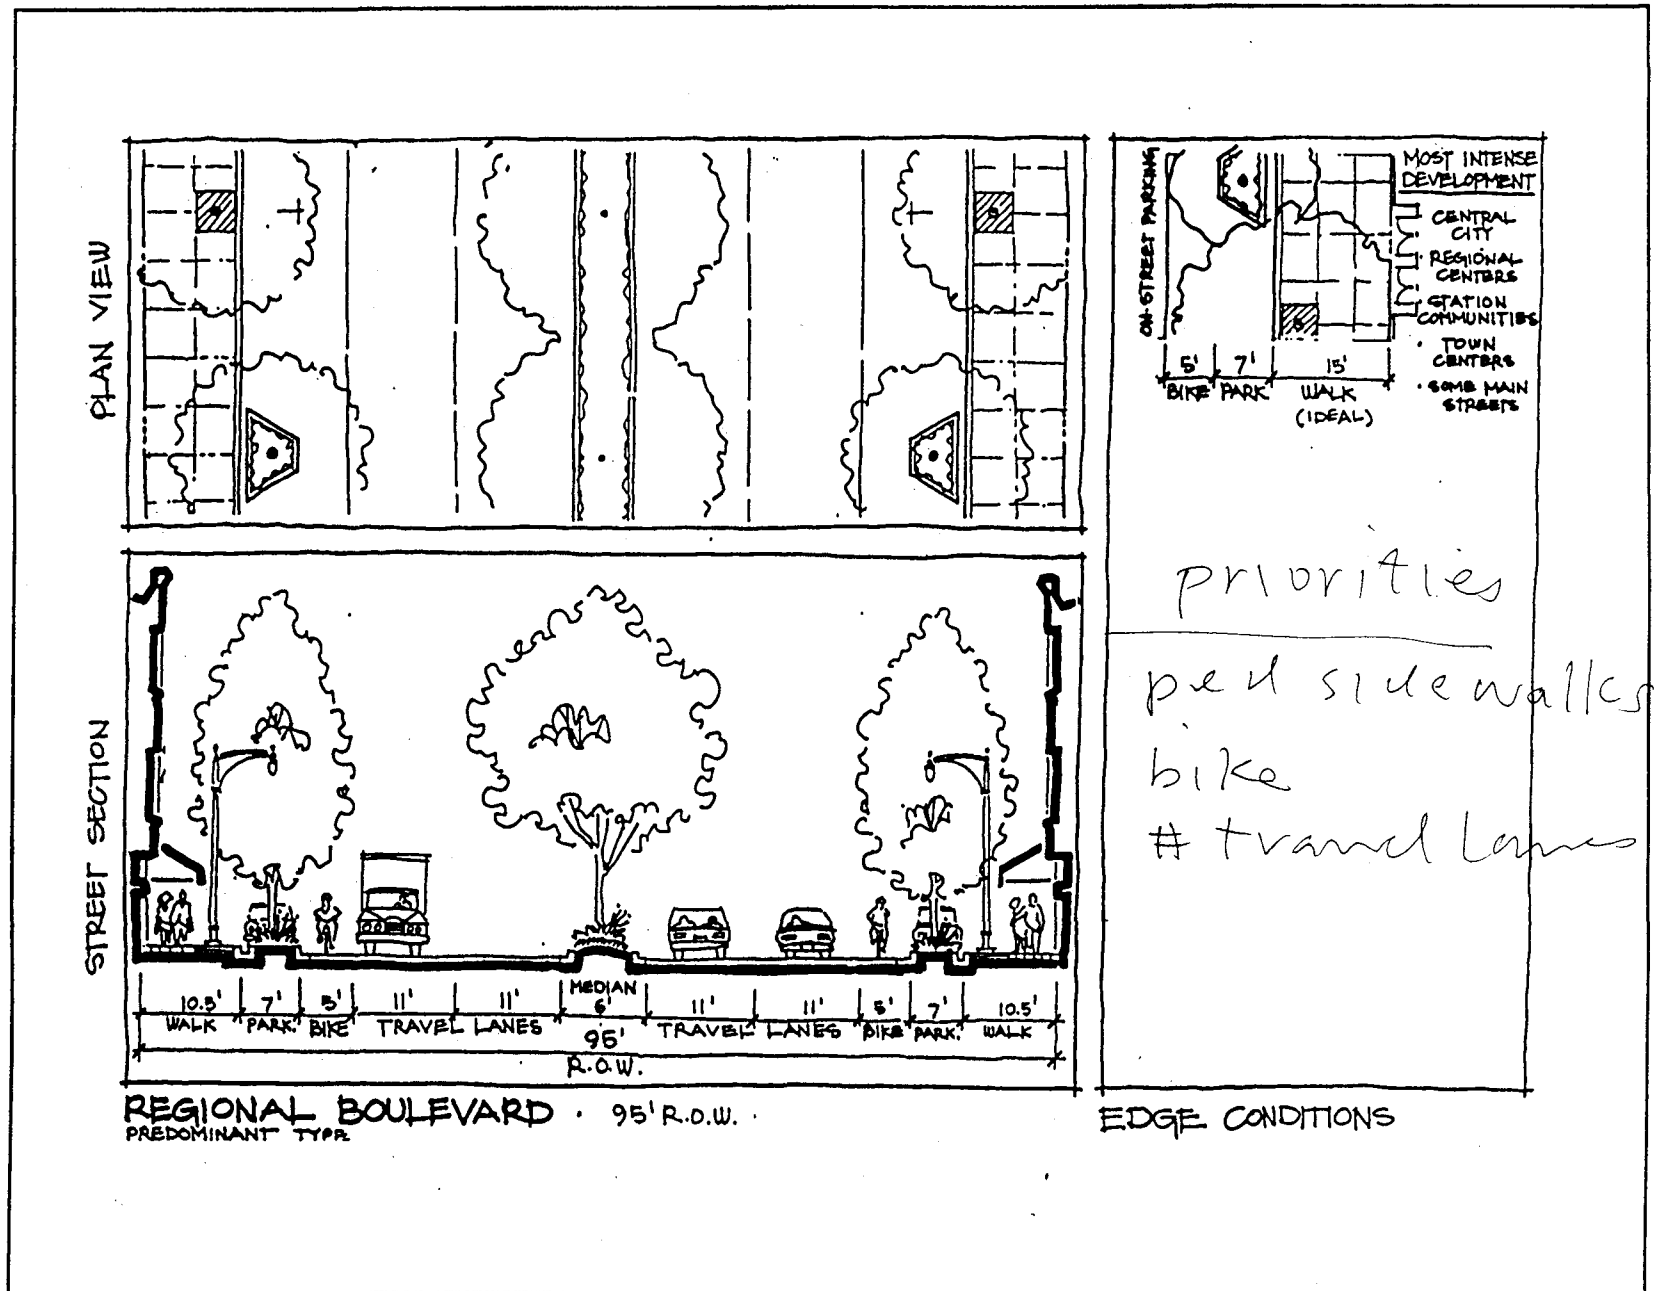 PLAN VIEW
ON-STREET PARKING
MOST INTENSE
DEVELOPMENT
CENTRAL
CITY
· REGIONAL
CENTERS
· STATION
COMMUNITIES
· TOWN
CENTERS
· SOME MAIN
STREETS
5' 7' 15'
BIKE PARK WALK
(IDEAL)
priorities
ped sidewalks
bike
# travel lanes
STREET SECTION
10.5' 7' 5' 11' 11' MEDIAN 6' 11' 11' 5' 7' 10.5'
WALK PARK. BIKE TRAVEL LANES TRAVEL LANES BIKE PARK. WALK
95'
R.O.W.
REGIONAL BOULEVARD · 95' R.O.W.
PREDOMINANT TYPE
EDGE CONDITIONS